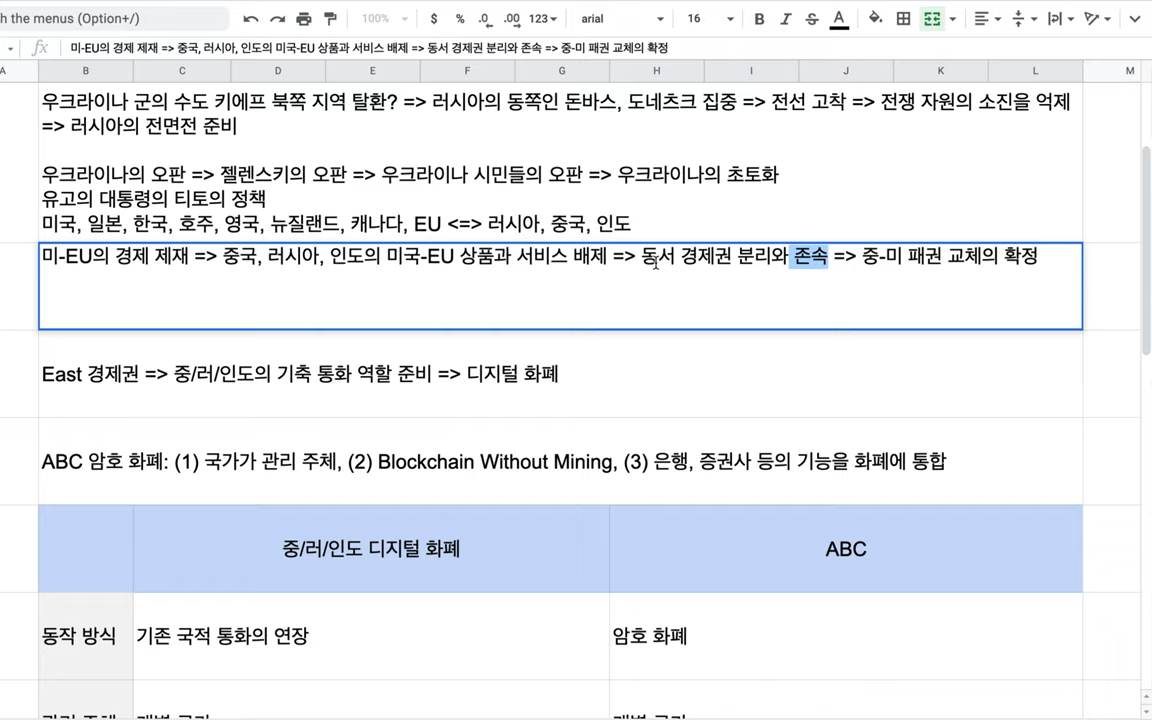 h the menus (Option+/)
100%
$ % .0 .00 123
arial
16
B I S A
fx
미-EU의 경제 제재 => 중국, 러시아, 인도의 미국-EU 상품과 서비스 배제 => 동서 경제권 분리와 존속 => 중-미 패권 교체의 확정
A B C D E F G H I J K L M
우크라이나 군의 수도 키에프 북쪽 지역 탈환? => 러시아의 동쪽인 돈바스, 도네츠크 집중 => 전선 고착 => 전쟁 자원의 소진을 억제
=> 러시아의 전면전 준비
우크라이나의 오판 => 젤렌스키의 오판 => 우크라이나 시민들의 오판 => 우크라이나의 초토화
유고의 대통령의 티토의 정책
미국, 일본, 한국, 호주, 영국, 뉴질랜드, 캐나다, EU <=> 러시아, 중국, 인도
미-EU의 경제 제재 => 중국, 러시아, 인도의 미국-EU 상품과 서비스 배제 => 동서 경제권 분리와 존속 => 중-미 패권 교체의 확정
East 경제권 => 중/러/인도의 기축 통화 역할 준비 => 디지털 화폐
ABC 암호 화폐: (1) 국가가 관리 주체, (2) Blockchain Without Mining, (3) 은행, 증권사 등의 기능을 화폐에 통합
중/러/인도 디지털 화폐
ABC
동작 방식
기존 국적 통화의 연장
암호 화폐